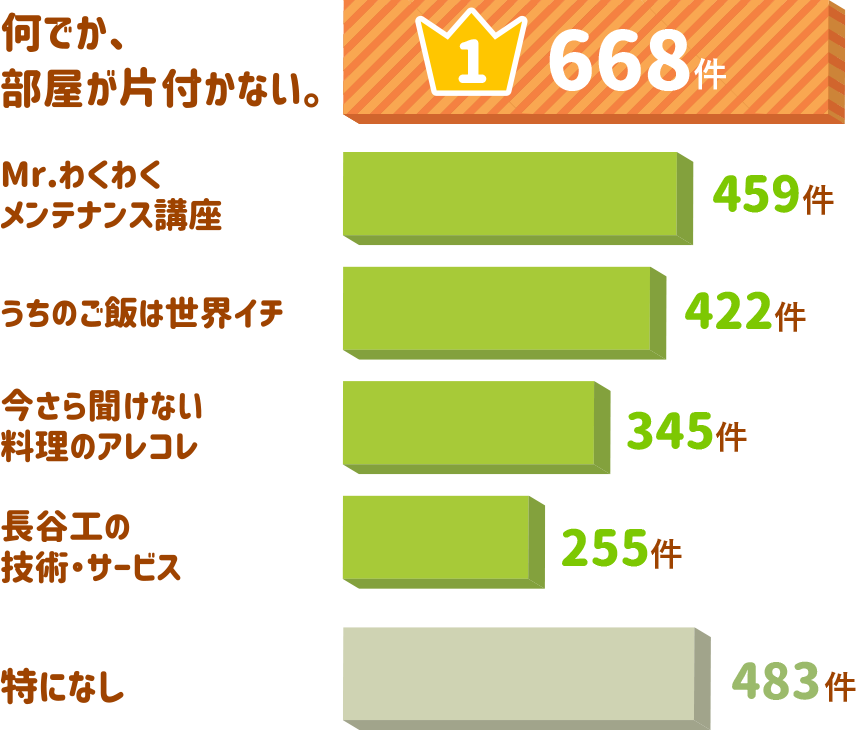 何でか、
部屋が片付かない。
1 668件
Mr.わくわく
メンテナンス講座
459件
うちのご飯は世界イチ
422件
今さら聞けない
料理のアレコレ
345件
長谷工の
技術・サービス
255件
特になし
483件